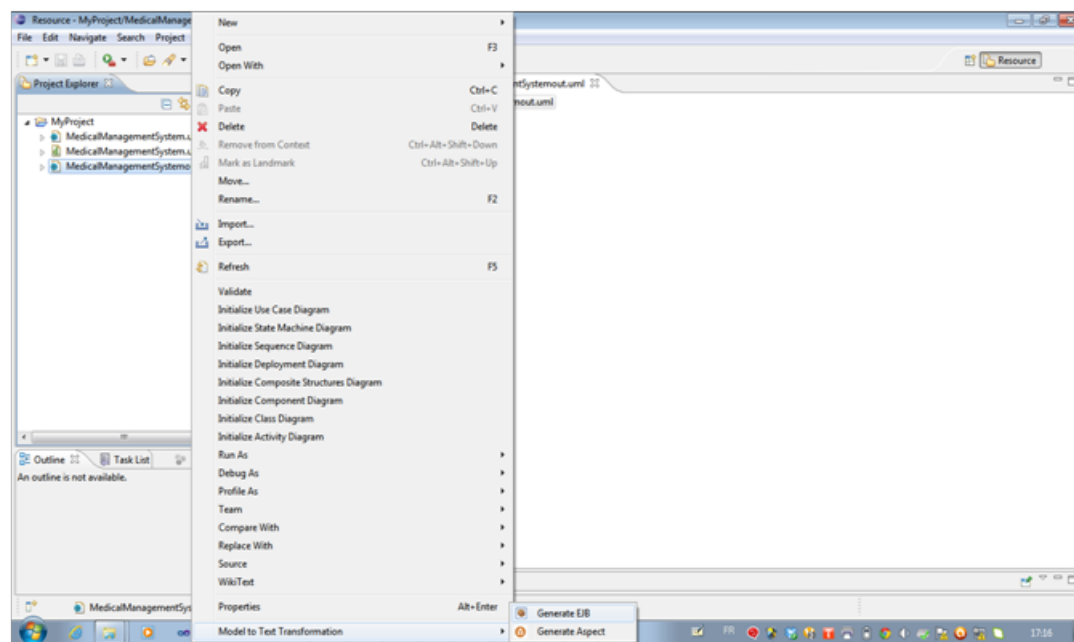 Resource - MyProject/MedicalManage
File Edit Navigate Search Project
Resource
Project Explorer
ntSystemout.uml
mout.uml
MyProject
MedicalManagementSystem.u
MedicalManagementSystem.u
MedicalManagementSystemo
New
Open F3
Open With
Copy Ctrl+C
Paste Ctrl+V
Delete Delete
Remove from Context Ctrl+Alt+Shift+Down
Mark as Landmark Ctrl+Alt+Shift+Up
Move...
Rename... F2
Import...
Export...
Refresh F5
Validate
Initialize Use Case Diagram
Initialize State Machine Diagram
Initialize Sequence Diagram
Initialize Deployment Diagram
Initialize Composite Structures Diagram
Initialize Component Diagram
Initialize Class Diagram
Initialize Activity Diagram
Run As
Debug As
Profile As
Team
Compare With
Replace With
Source
WikiText
Properties Alt+Enter
Model to Text Transformation
Generate EJB
Generate Aspect
Outline Task List
An outline is not available.
MedicalManagementSys
FR 17:16